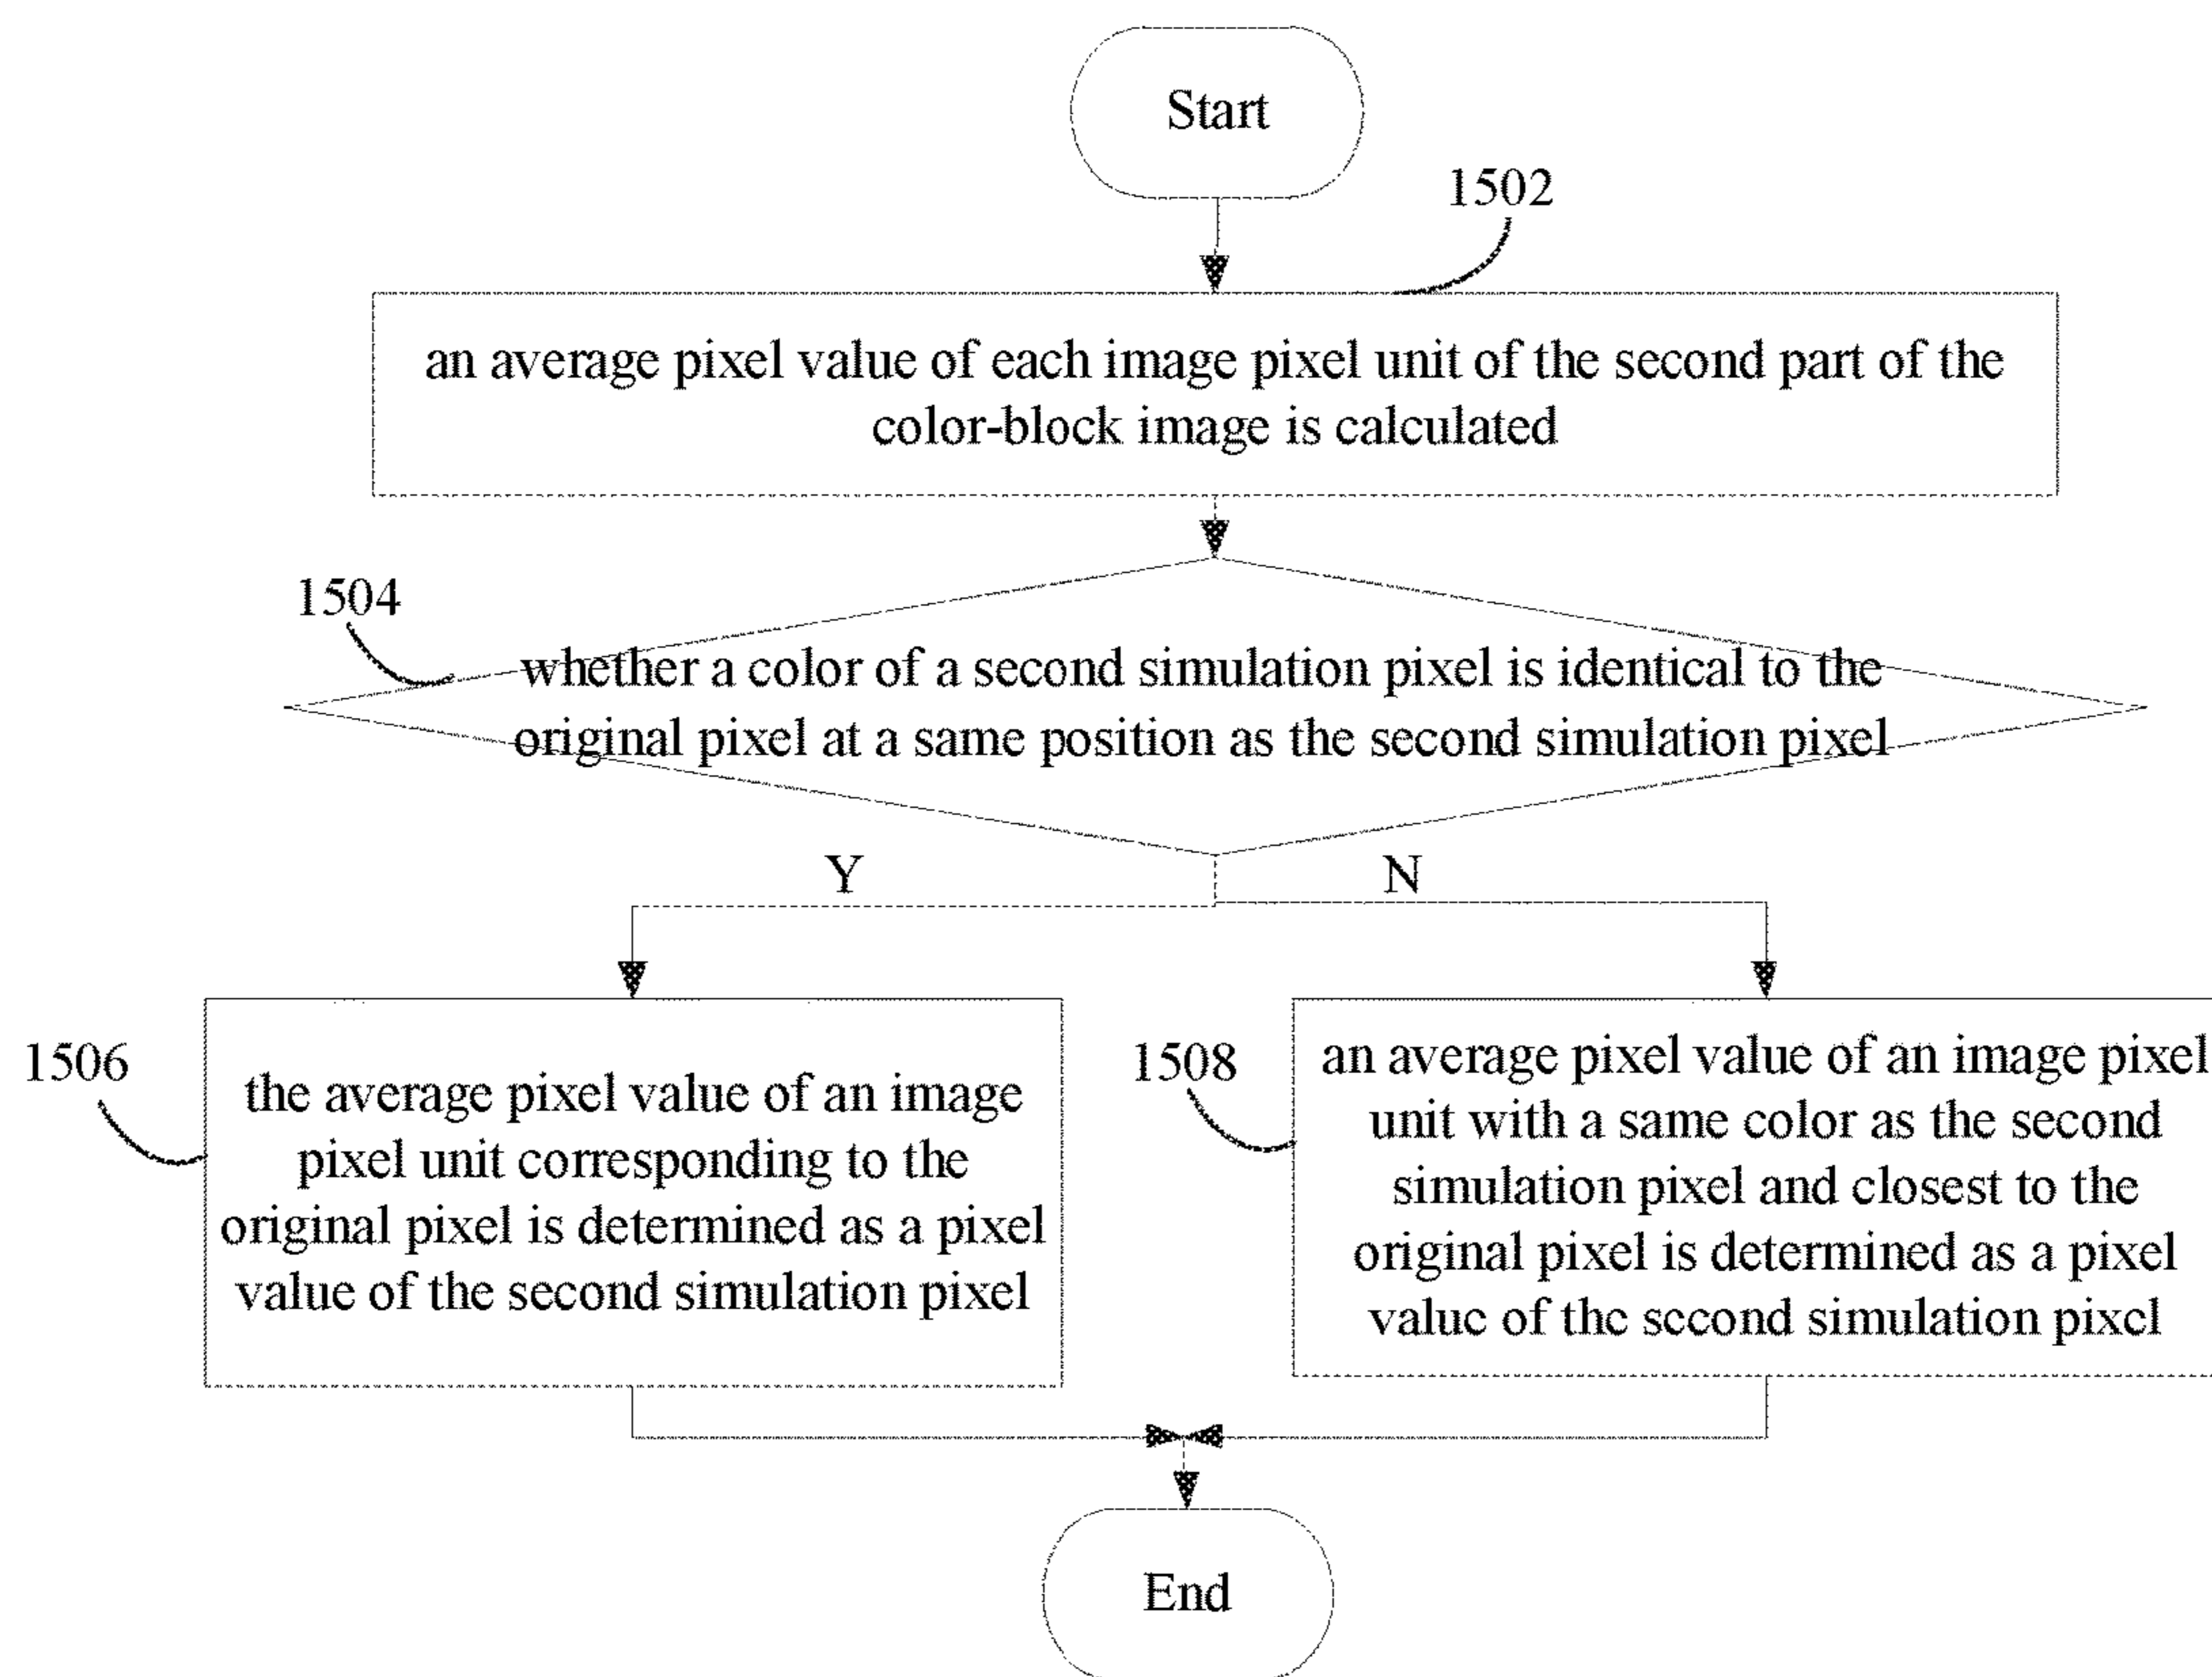 Start
1502
an average pixel value of each image pixel unit of the second part of the
color-block image is calculated
1504
whether a color of a second simulation pixel is identical to the
original pixel at a same position as the second simulation pixel
Y
N
1506
the average pixel value of an image
pixel unit corresponding to the
original pixel is determined as a pixel
value of the second simulation pixel
1508
an average pixel value of an image pixel
unit with a same color as the second
simulation pixel and closest to the
original pixel is determined as a pixel
value of the second simulation pixel
End